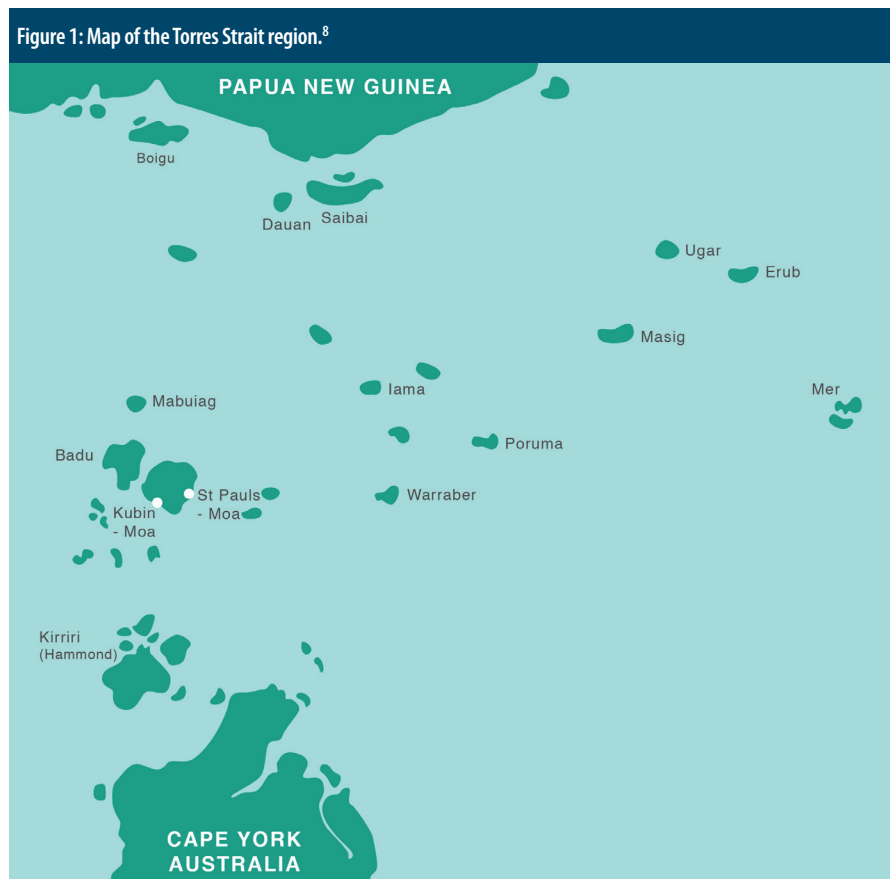 Figure 1: Map of the Torres Strait region.8
PAPUA NEW GUINEA
Boigu
Dauan
Saibai
Ugar
Erub
Masig
Mer
Iama
Mabuiag
Poruma
Badu
St Pauls
- Moa
Warraber
Kubin
- Moa
Kirriri
(Hammond)
CAPE YORK
AUSTRALIA